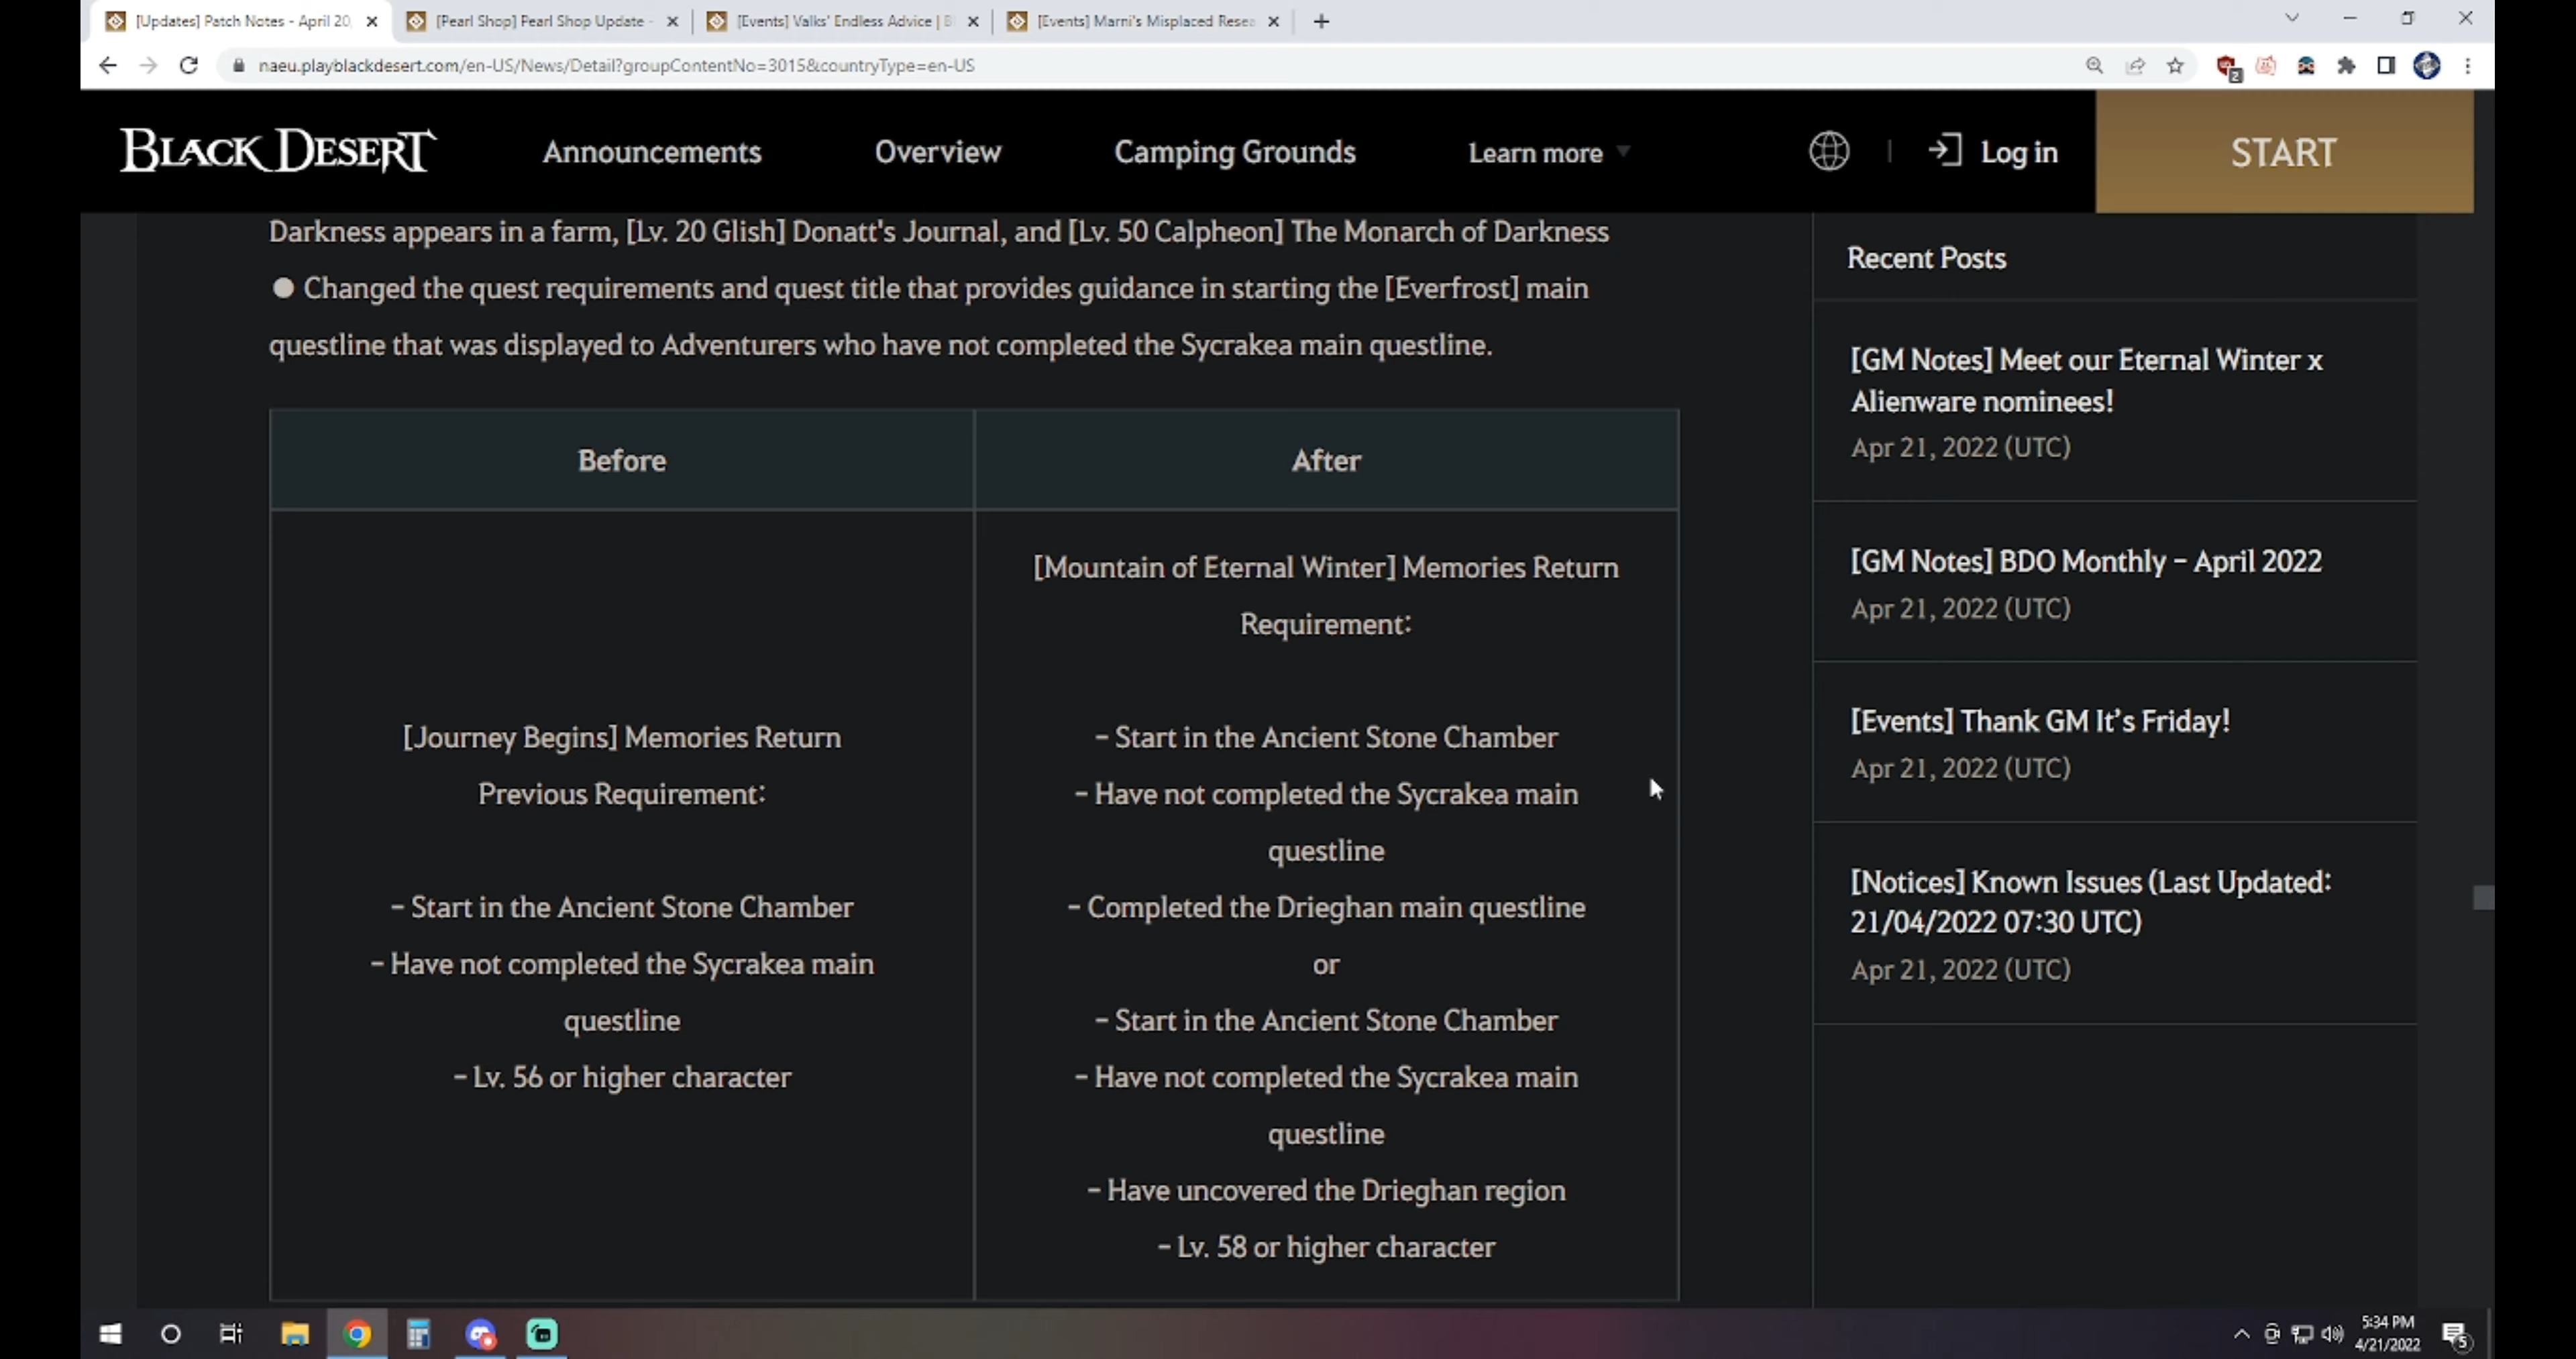 [Updates] Patch Notes - April 20,
[Pearl Shop] Pearl Shop Update -
[Events] Valks' Endless Advice | B
[Events] Marni's Misplaced Resea
naeu.playblackdesert.com/en-US/News/Detail?groupContentNo=3015&countryType=en-US
2
BLACK DESERT
Announcements
Overview
Camping Grounds
Learn more
Log in
START
Darkness appears in a farm, [Lv. 20 Glish] Donatt's Journal, and [Lv. 50 Calpheon] The Monarch of Darkness
● Changed the quest requirements and quest title that provides guidance in starting the [Everfrost] main
questline that was displayed to Adventurers who have not completed the Sycrakea main questline.
Before
[Journey Begins] Memories Return
Previous Requirement:
- Start in the Ancient Stone Chamber
- Have not completed the Sycrakea main
questline
- Lv. 56 or higher character
After
[Mountain of Eternal Winter] Memories Return
Requirement:
- Start in the Ancient Stone Chamber
- Have not completed the Sycrakea main
questline
- Completed the Drieghan main questline
or
- Start in the Ancient Stone Chamber
- Have not completed the Sycrakea main
questline
- Have uncovered the Drieghan region
- Lv. 58 or higher character
Recent Posts
[GM Notes] Meet our Eternal Winter x
Alienware nominees!
Apr 21, 2022 (UTC)
[GM Notes] BDO Monthly – April 2022
Apr 21, 2022 (UTC)
[Events] Thank GM It's Friday!
Apr 21, 2022 (UTC)
[Notices] Known Issues (Last Updated:
21/04/2022 07:30 UTC)
Apr 21, 2022 (UTC)
5:34 PM
4/21/2022
5